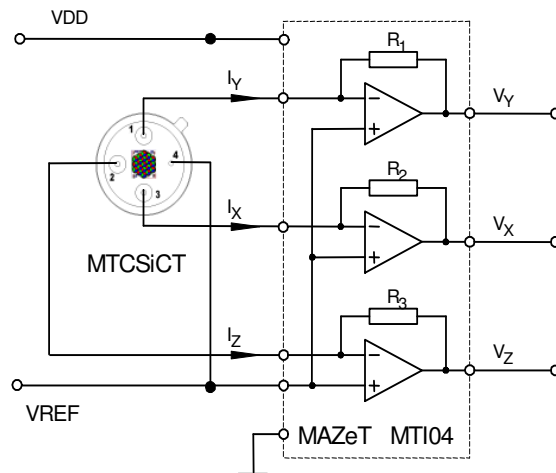 VDD
R1
IY
VY
1
2
4
3
R2
IX
VX
MTCSiCT
R3
IZ
VZ
VREF
MAZeT MTI04